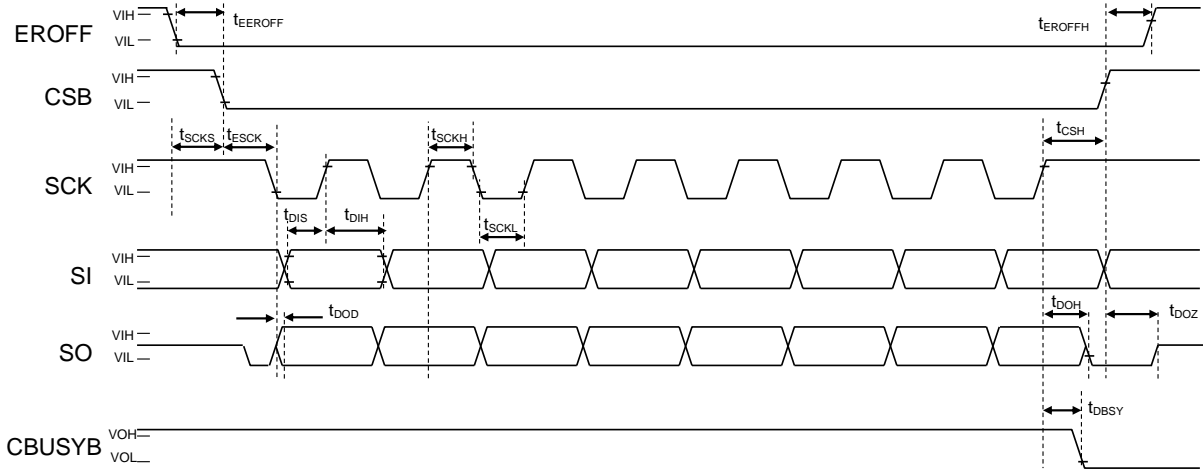 EROFF
VIH
VIL
tEEROFF
tEROFFH
CSB
VIH
VIL
SCK
VIH
VIL
tSCKS
tESCK
tSCKH
tCSH
tDIS
tDIH
tSCKL
SI
VIH
VIL
SO
VIH
VIL
tDOD
tDOH
tDOZ
CBUSYB
VOH
VOL
tDBSY